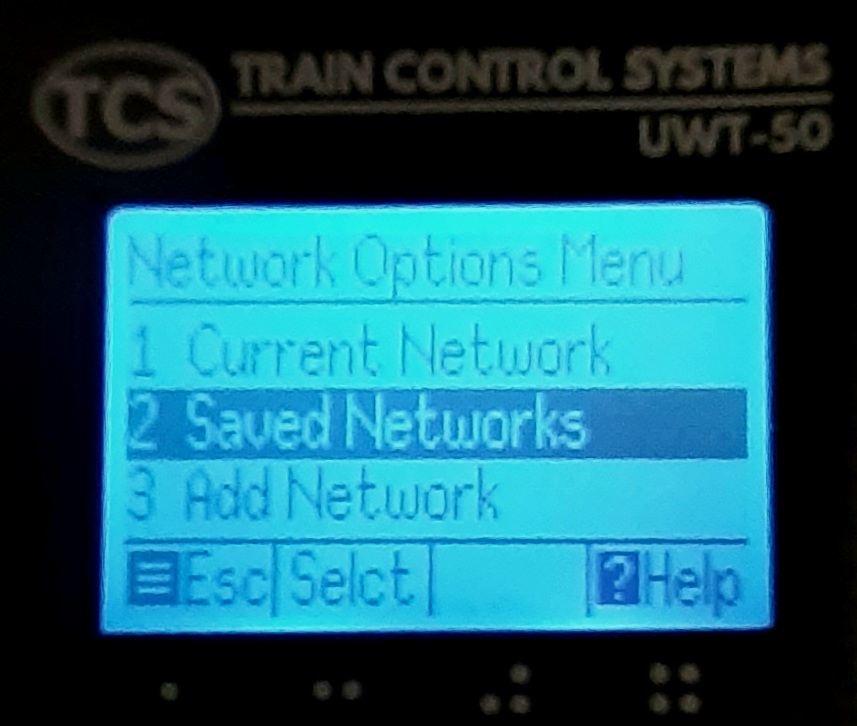 TCS TRAIN CONTROL SYSTEMS
UWT-50
Network Options Menu
1 Current Network
2 Saved Networks
3 Add Network
Esc Selct ? Help